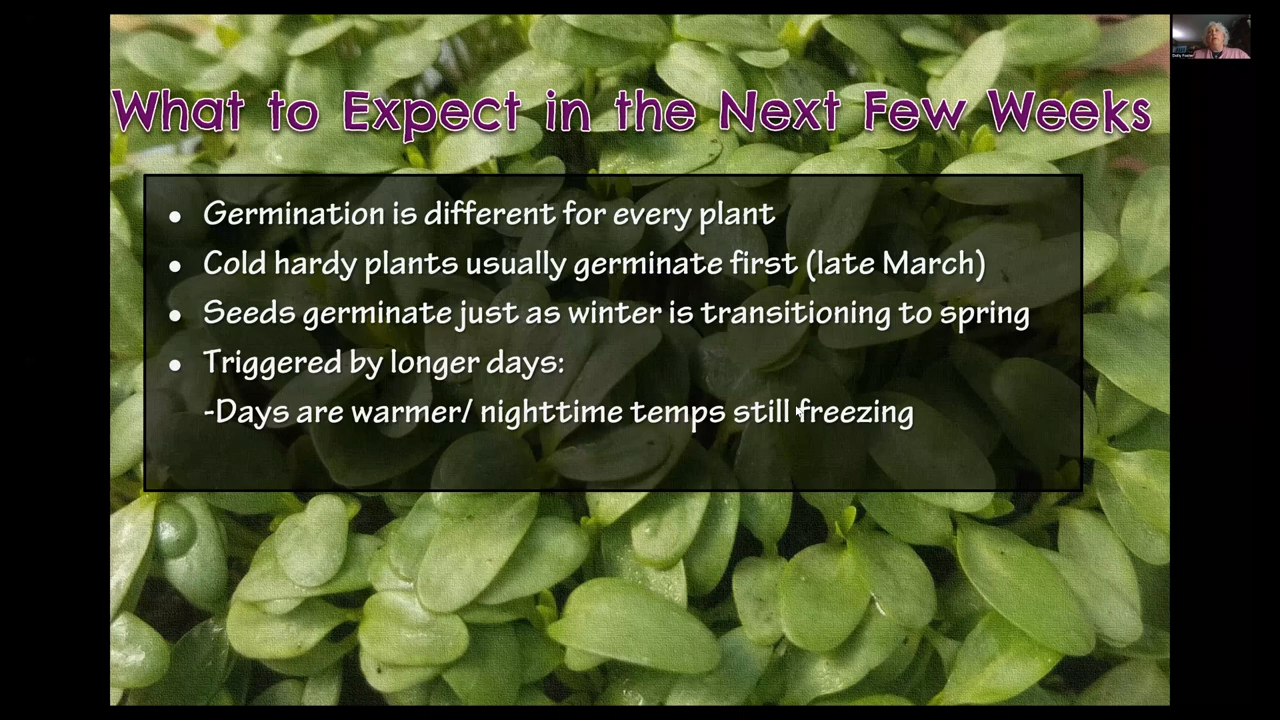 What to Expect in the Next Few Weeks
• Germination is different for every plant
• Cold hardy plants usually germinate first (late March)
• Seeds germinate just as winter is transitioning to spring
• Triggered by longer days:
-Days are warmer/ nighttime temps still freezing